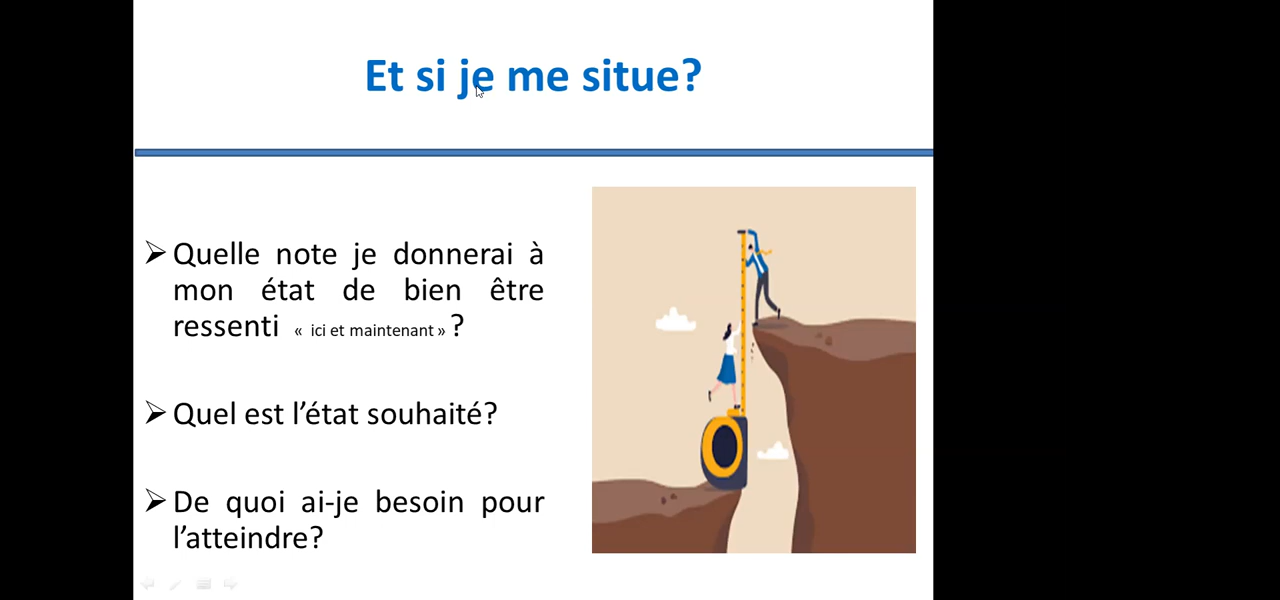 Et si je me situe?
Quelle note je donnerai à
mon état de bien être
ressenti « ici et maintenant » ?
Quel est l’état souhaité?
De quoi ai-je besoin pour
l’atteindre?